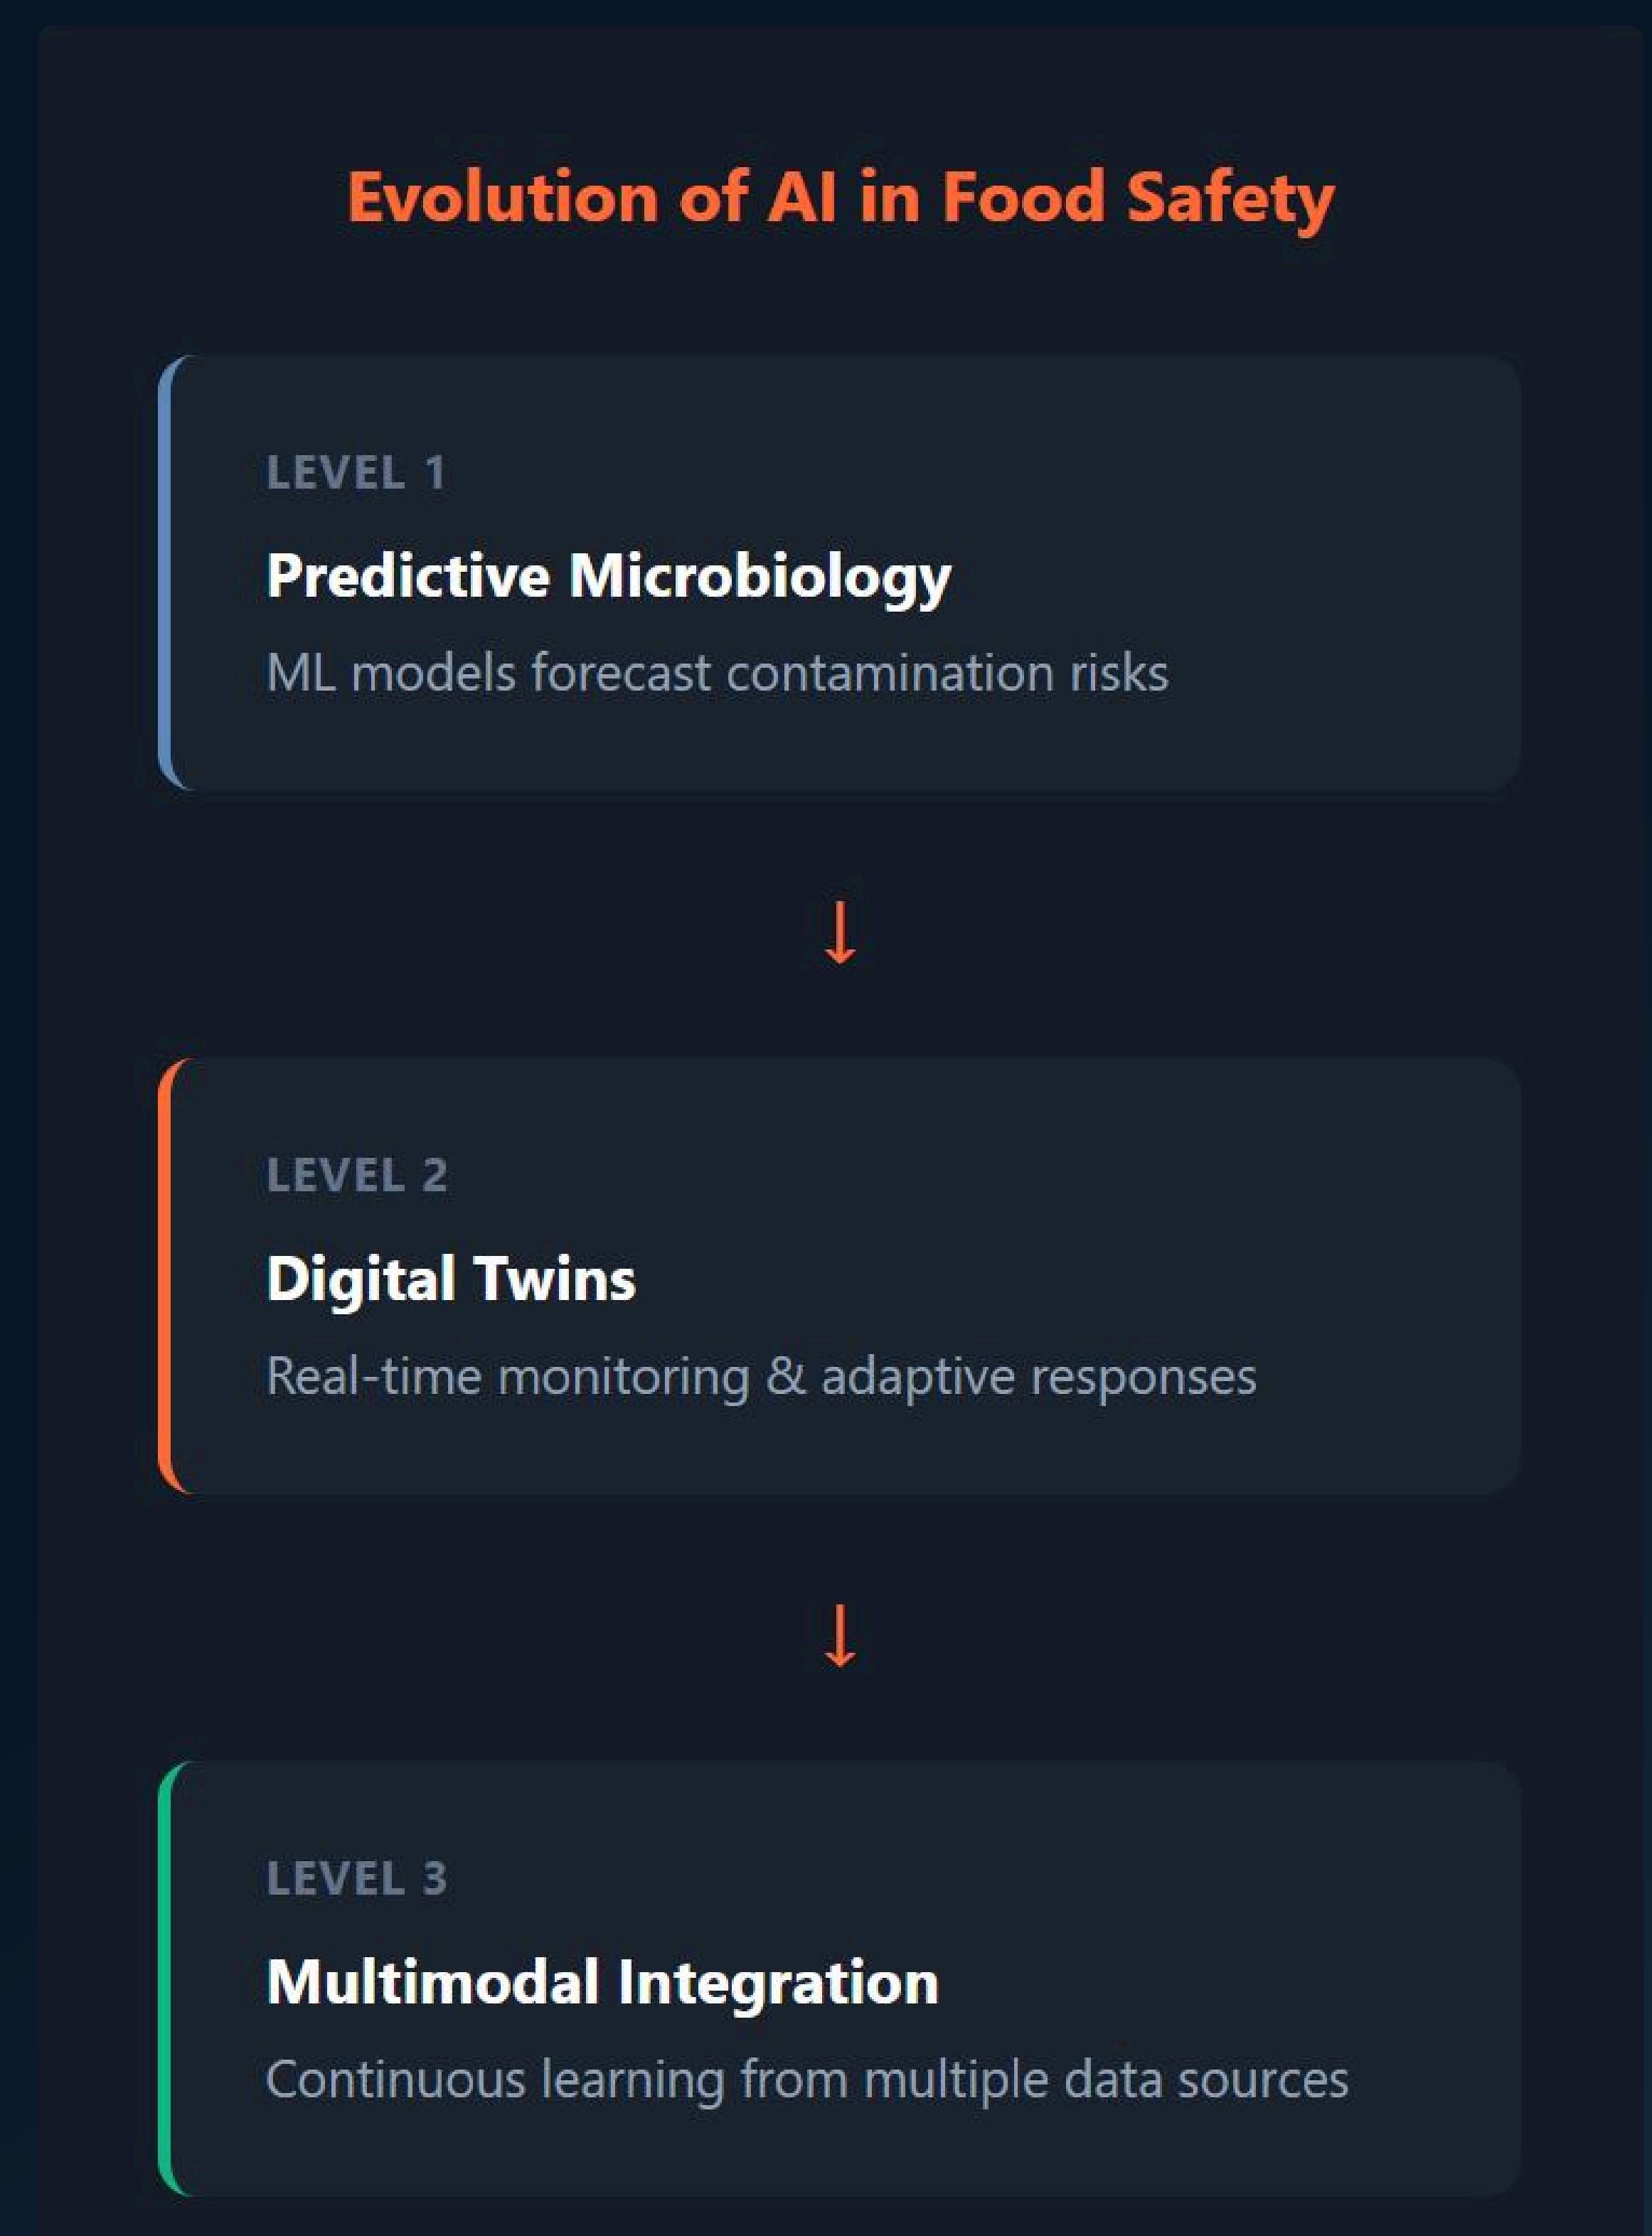 Evolution of AI in Food Safety
LEVEL 1
Predictive Microbiology
ML models forecast contamination risks
↓
LEVEL 2
Digital Twins
Real-time monitoring & adaptive responses
↓
LEVEL 3
Multimodal Integration
Continuous learning from multiple data sources